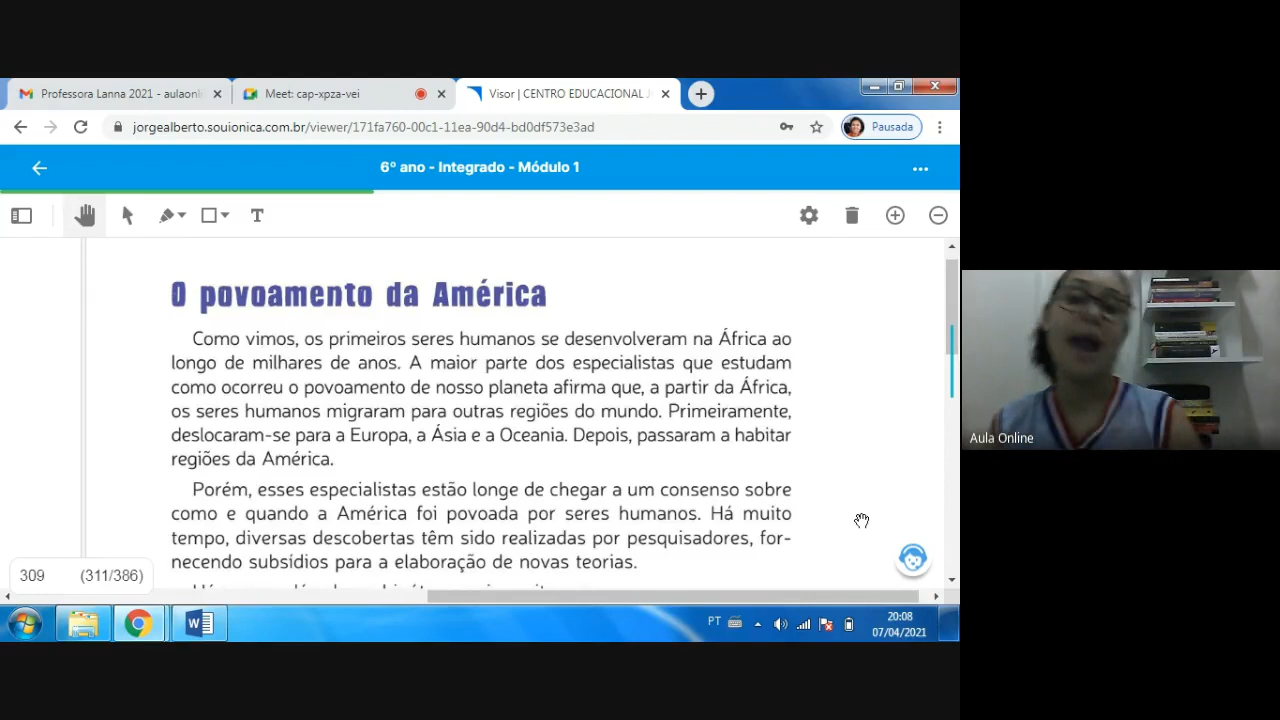 Professora Lanna 2021 - aulaonl
Meet: cap-xpza-vei
Visor | CENTRO EDUCACIONAL J
jorgealberto.souionica.com.br/viewer/171fa760-00c1-11ea-90d4-bd0df573e3ad
Pausada
6º ano - Integrado - Módulo 1
T
O povoamento da América
Como vimos, os primeiros seres humanos se desenvolveram na África ao
longo de milhares de anos. A maior parte dos especialistas que estudam
como ocorreu o povoamento de nosso planeta afirma que, a partir da África,
os seres humanos migraram para outras regiões do mundo. Primeiramente,
deslocaram-se para a Europa, a Ásia e a Oceania. Depois, passaram a habitar
regiões da América.
Porém, esses especialistas estão longe de chegar a um consenso sobre
como e quando a América foi povoada por seres humanos. Há muito
tempo, diversas descobertas têm sido realizadas por pesquisadores, for-
necendo subsídios para a elaboração de novas teorias.
309 (311/386)
Aula Online
W
PT
20:08
07/04/2021